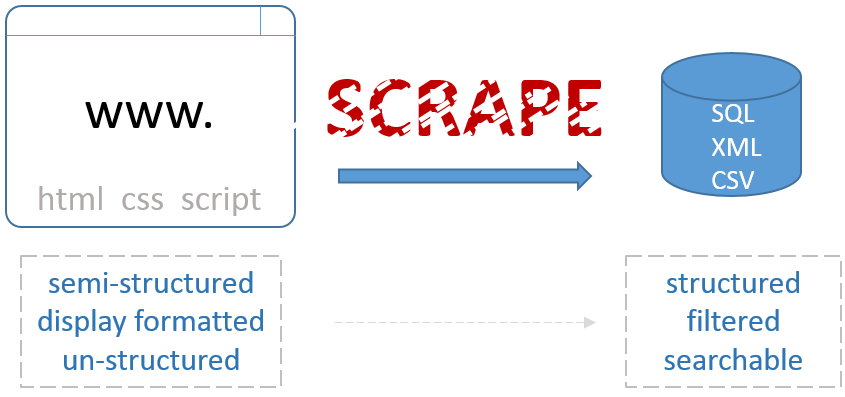 www.
html css script
SCRAPE
SQL
XML
CSV
semi-structured
display formatted
un-structured
structured
filtered
searchable